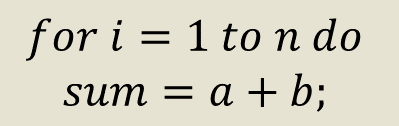 for i = 1 to n do
sum = a + b;